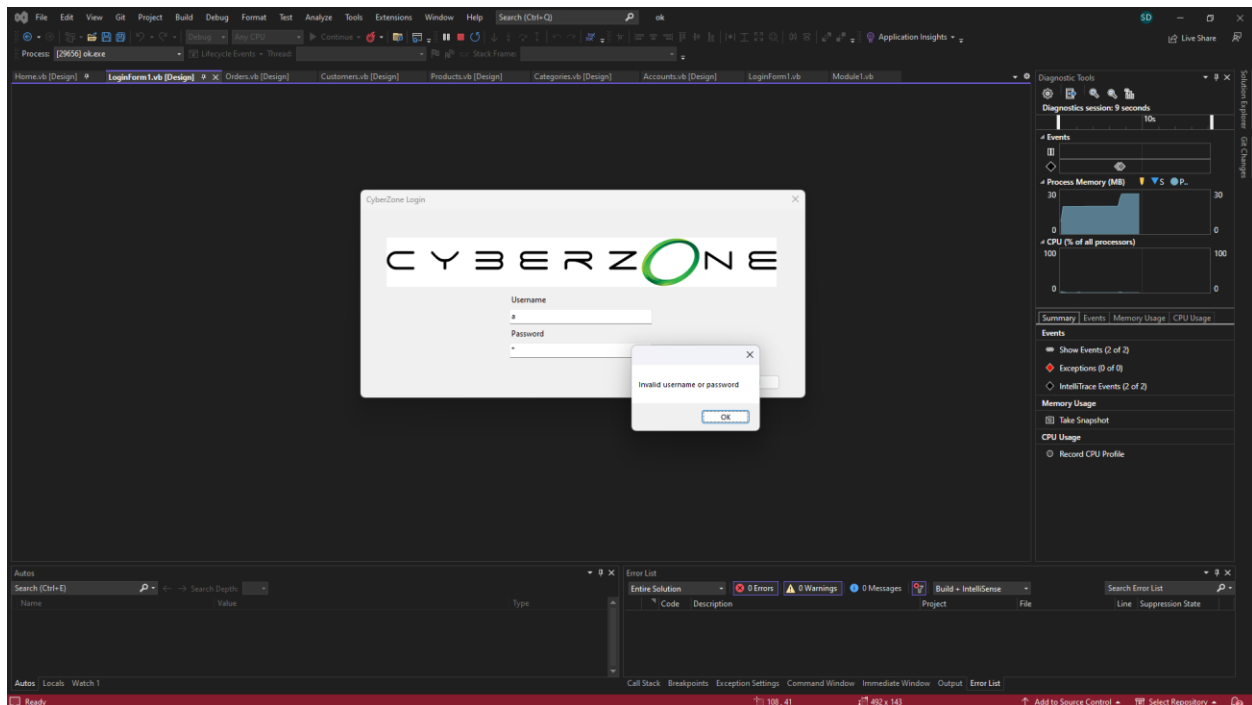 File Edit View Git Project Build Debug Format Test Analyze Tools Extensions Window Help Search (Ctrl+Q) ok SD
Debug Any CPU Continue Application Insights Live Share
Process: [29656] ok.exe Lifecycle Events Thread: Stack Frame:
Home.vb [Design] LoginForm1.vb [Design] Orders.vb [Design] Customers.vb [Design] Products.vb [Design] Categories.vb [Design] Accounts.vb [Design] LoginForm1.vb Module1.vb
CyberZone Login
CYBERZONE
Username
a
Password
*
Invalid username or password
OK
Diagnostic Tools
Diagnostics session: 9 seconds
10s
Events
Process Memory (MB) S P...
30 30
0 0
CPU (% of all processors)
100 100
0 0
Summary Events Memory Usage CPU Usage
Events
Show Events (2 of 2)
Exceptions (0 of 0)
IntelliTrace Events (2 of 2)
Memory Usage
Take Snapshot
CPU Usage
Record CPU Profile
Solution Explorer
Git Changes
Autos
Search (Ctrl+E) Search Depth:
Name Value Type
Autos Locals Watch 1
Error List
Entire Solution 0 Errors 0 Warnings 0 Messages Build + IntelliSense Search Error List
Code Description Project File Line Suppression State
Call Stack Breakpoints Exception Settings Command Window Immediate Window Output Error List
Ready 108 , 41 492 x 143 Add to Source Control Select Repository